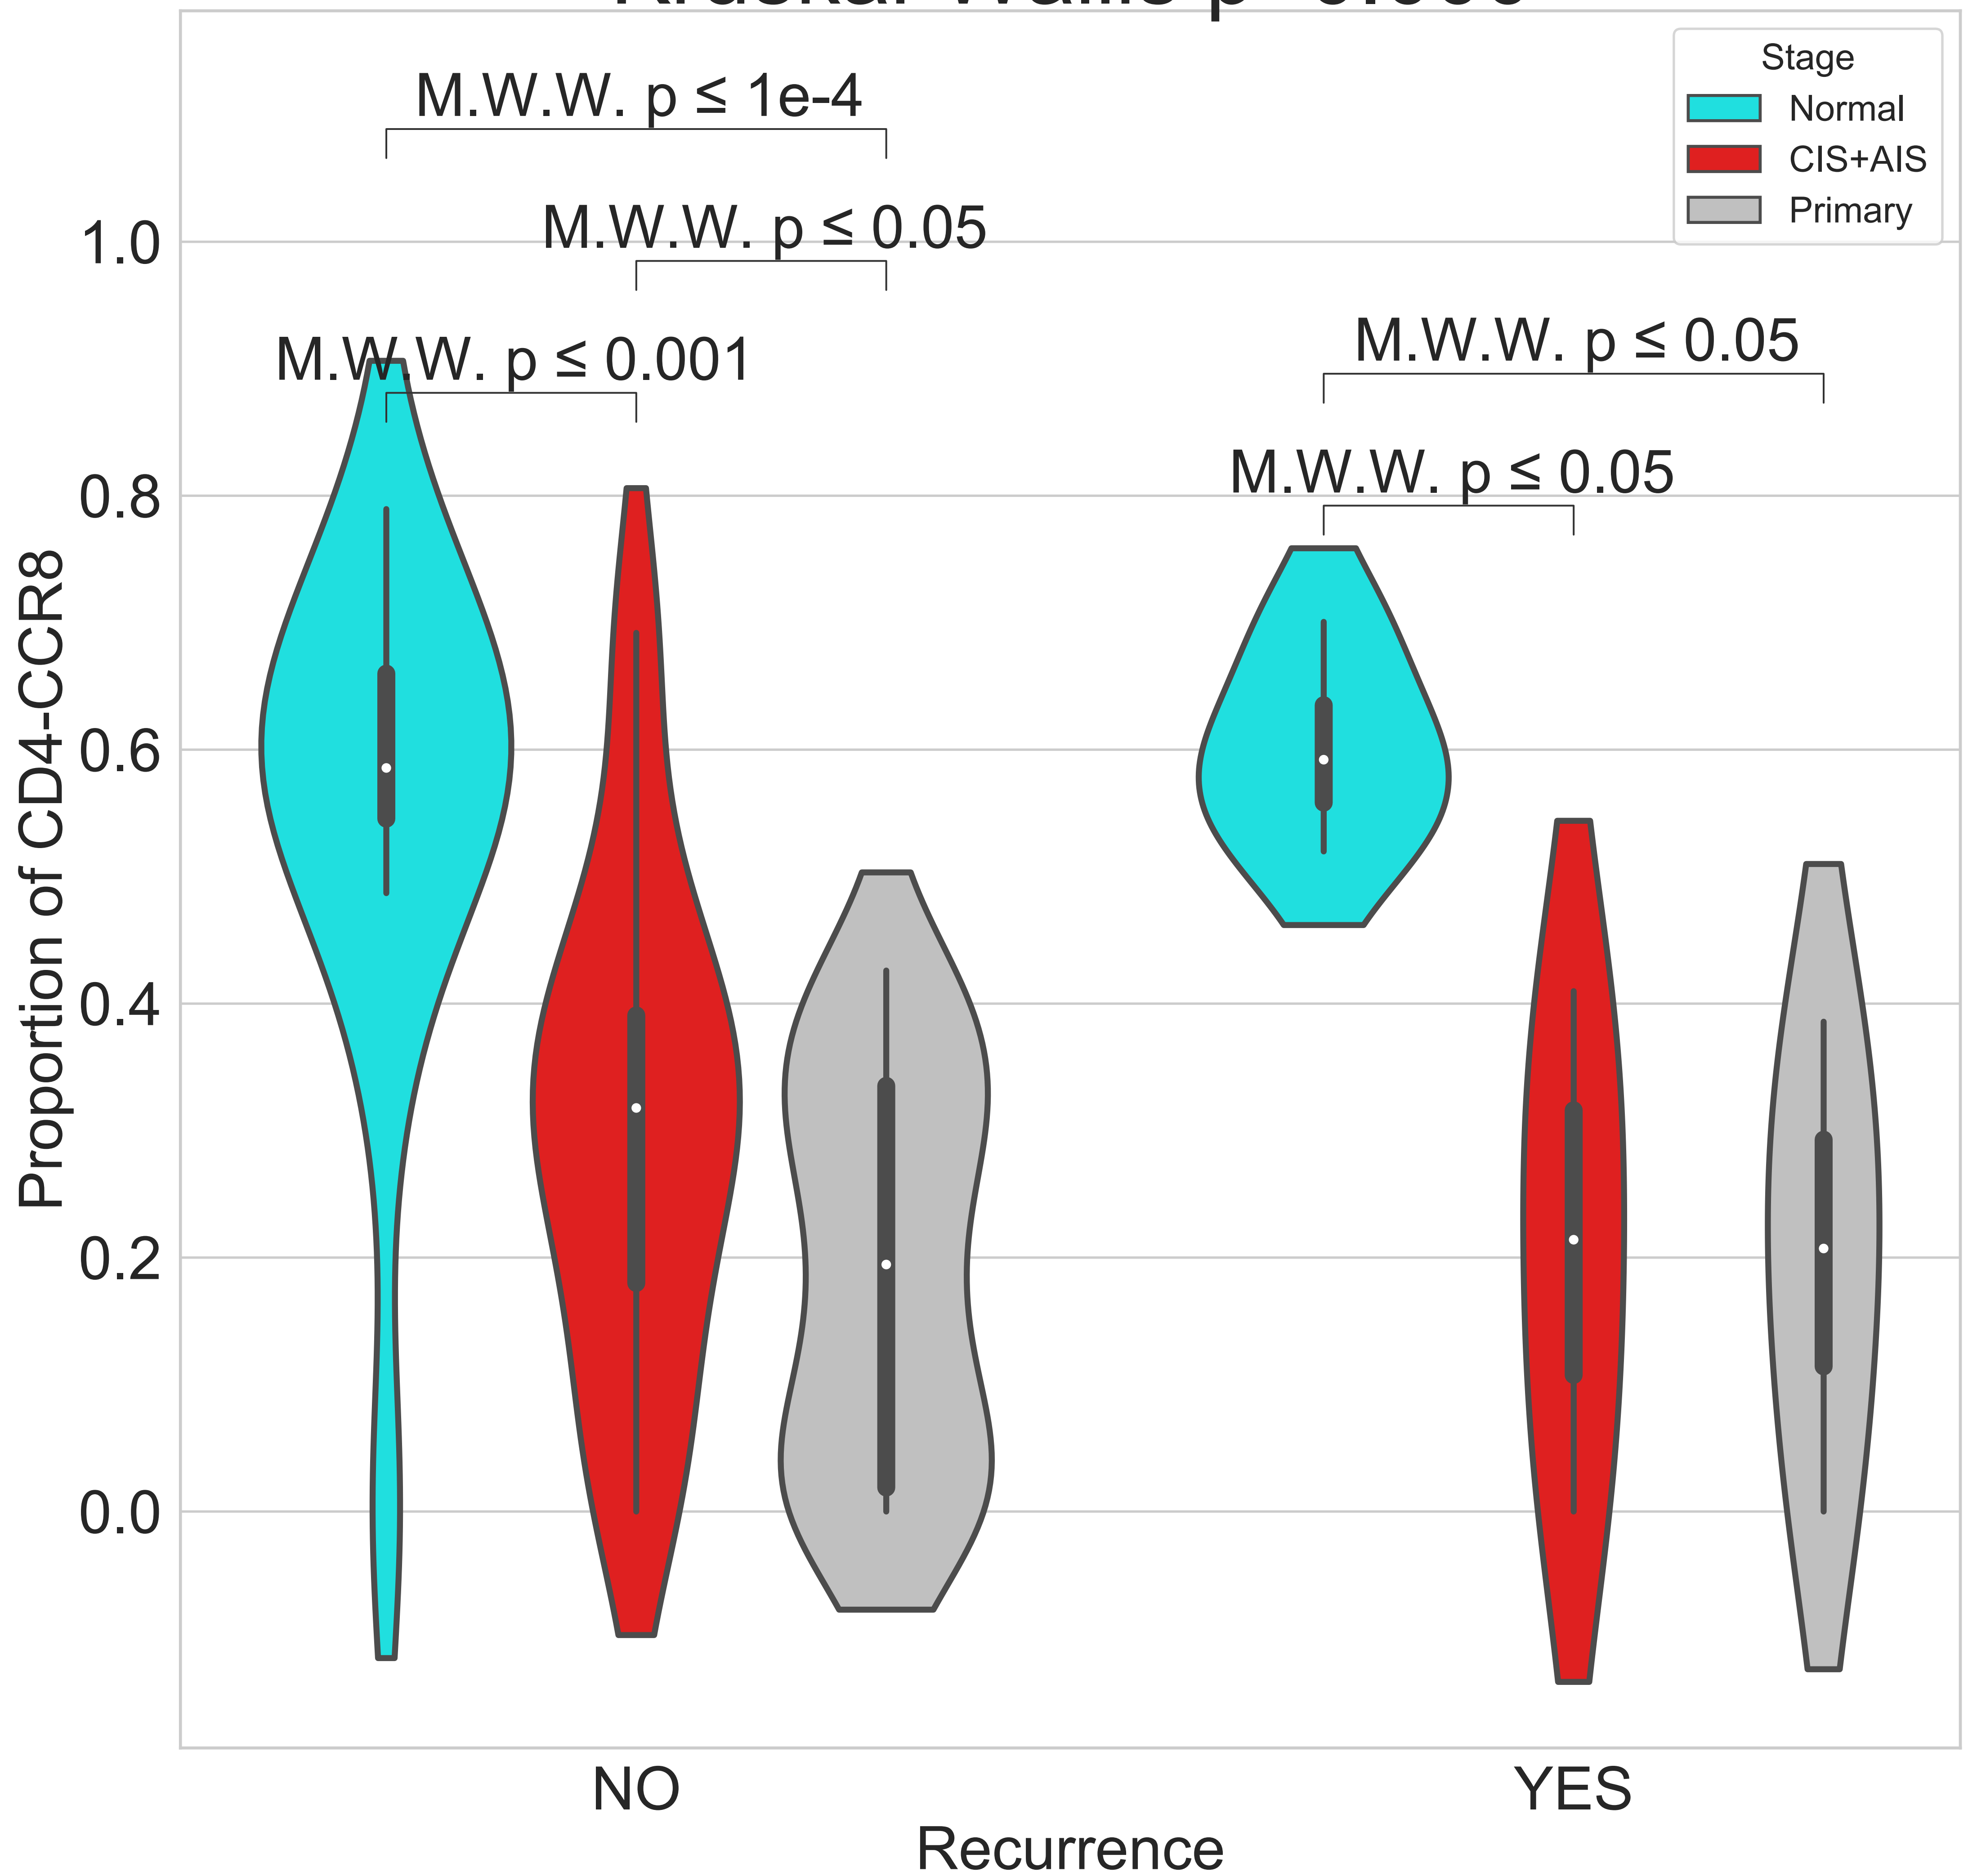 M.W.W. p ≤ 1e-4
M.W.W. p ≤ 0.05
M.W.W. p ≤ 0.001
M.W.W. p ≤ 0.05
M.W.W. p ≤ 0.05
Stage
Normal
CIS+AIS
Primary
Proportion of CD4-CCR8
1.0
0.8
0.6
0.4
0.2
0.0
NO
YES
Recurrence